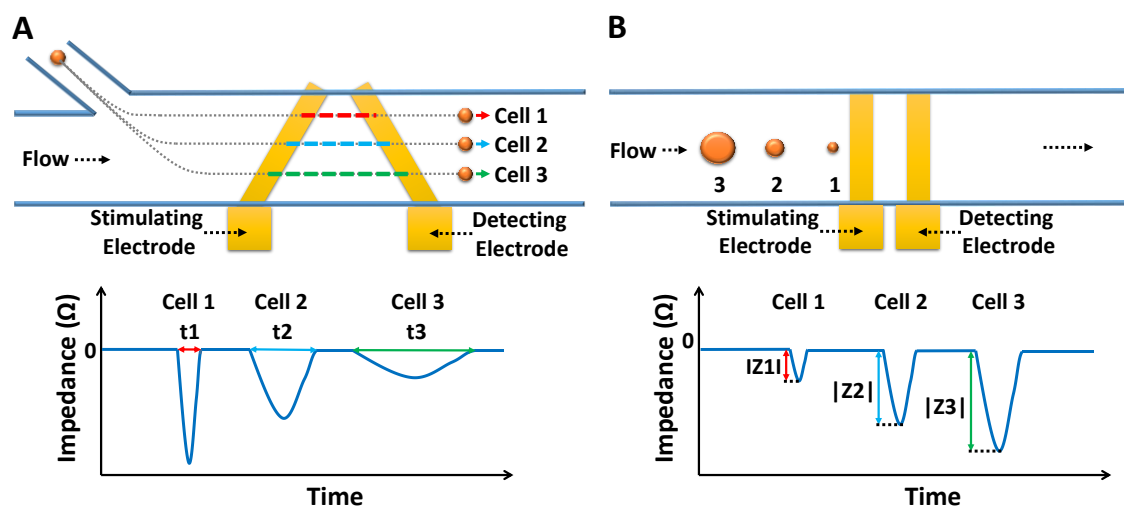 A
Cell 1
Cell 2
Cell 3
Flow
Stimulating
Electrode
Detecting
Electrode
Impedance (Ω)
0
Cell 1
t1
Cell 2
t2
Cell 3
t3
Time
B
Flow
3
2
1
Stimulating
Electrode
Detecting
Electrode
Impedance (Ω)
0
Cell 1
Cell 2
Cell 3
IZ1I
|Z2|
|Z3|
Time